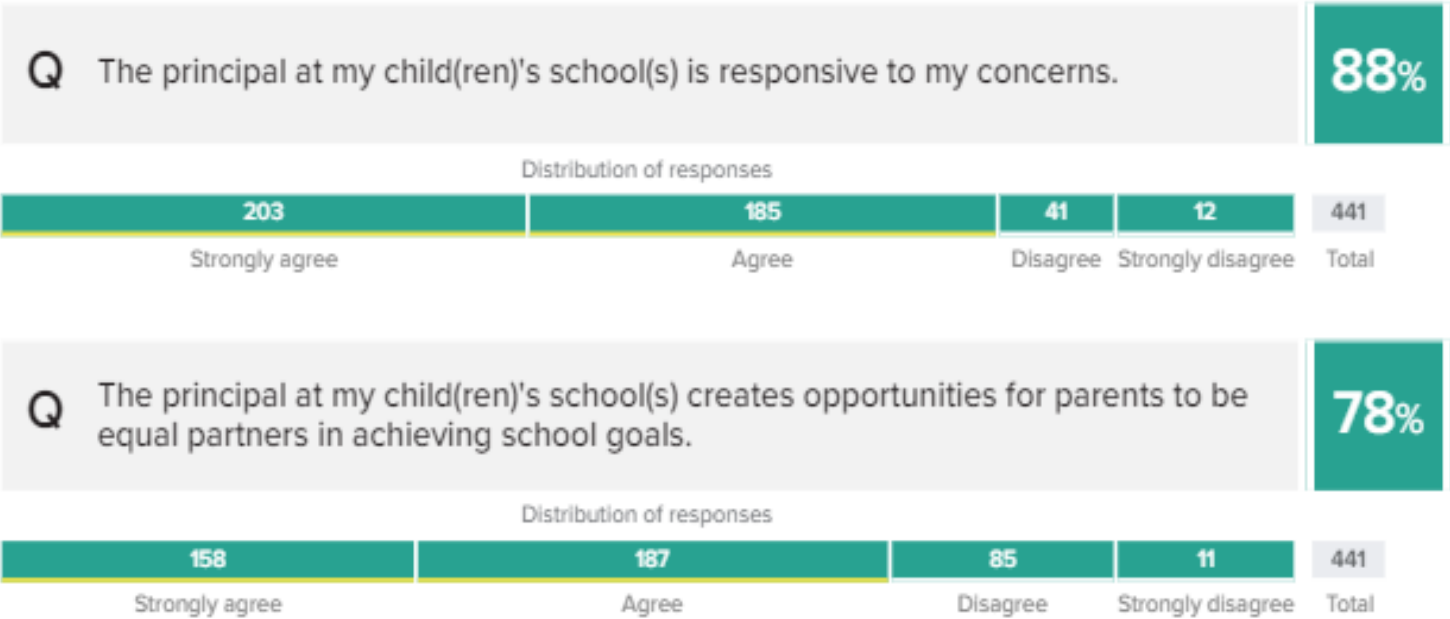 Q The principal at my child(ren)'s school(s) is responsive to my concerns. 88%
Distribution of responses
203 185 41 12 441
Strongly agree Agree Disagree Strongly disagree Total
Q The principal at my child(ren)'s school(s) creates opportunities for parents to be
equal partners in achieving school goals. 78%
Distribution of responses
158 187 85 11 441
Strongly agree Agree Disagree Strongly disagree Total